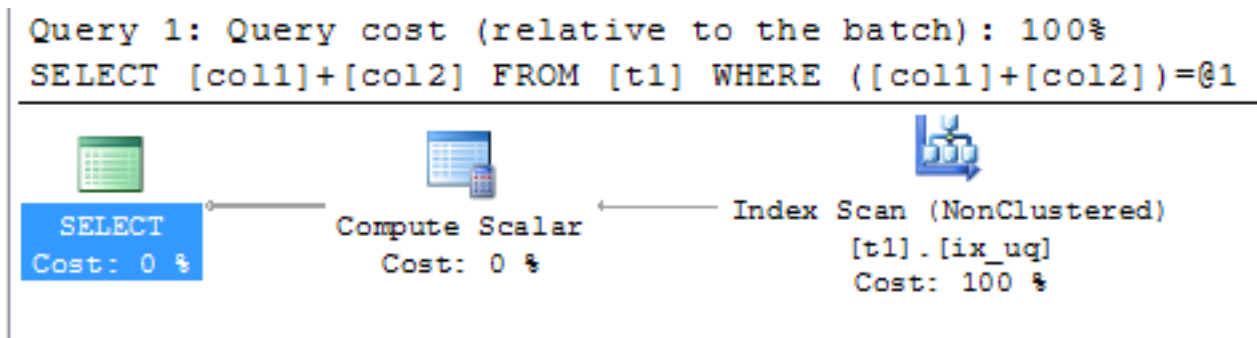 Query 1: Query cost (relative to the batch): 100%
SELECT [col1]+[col2] FROM [t1] WHERE ([col1]+[col2])=@1
SELECT
Cost: 0 %
Compute Scalar
Cost: 0 %
Index Scan (NonClustered)
[t1].[ix_uq]
Cost: 100 %